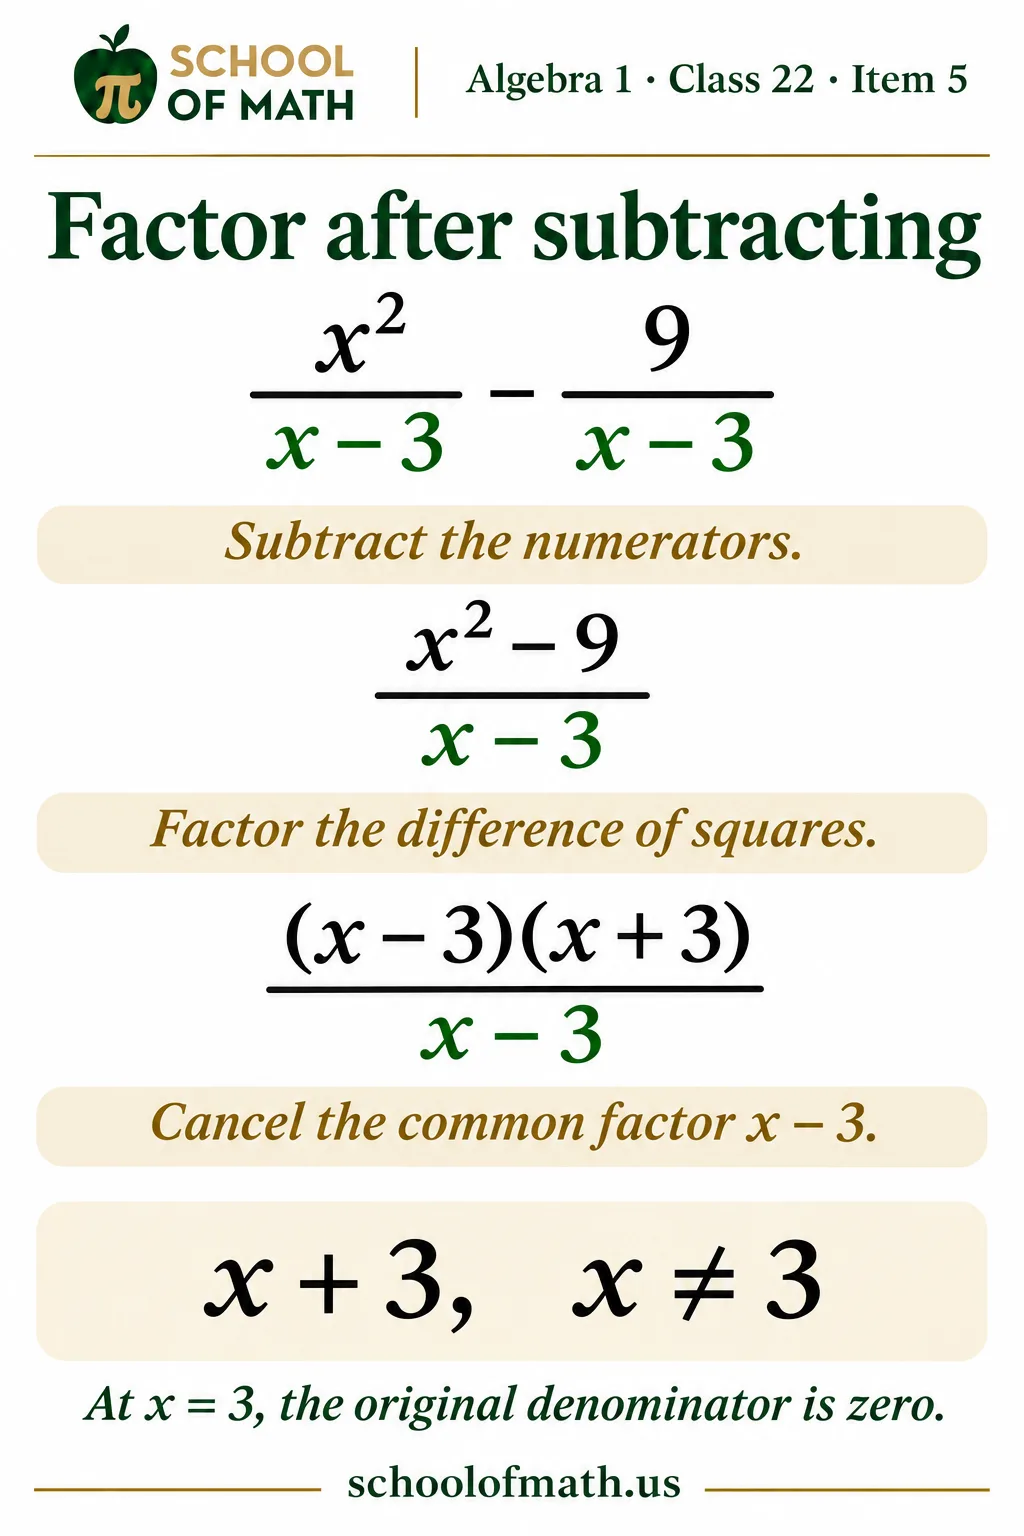 π
SCHOOL
OF MATH
Algebra 1 · Class 22 · Item 5
Factor after subtracting
x²/(x − 3) − 9/(x − 3)
Subtract the numerators.
(x² − 9)/(x − 3)
Factor the difference of squares.
(x − 3)(x + 3)/(x − 3)
Cancel the common factor x − 3.
x + 3, x ≠ 3
At x = 3, the original denominator is zero.
schoolofmath.us